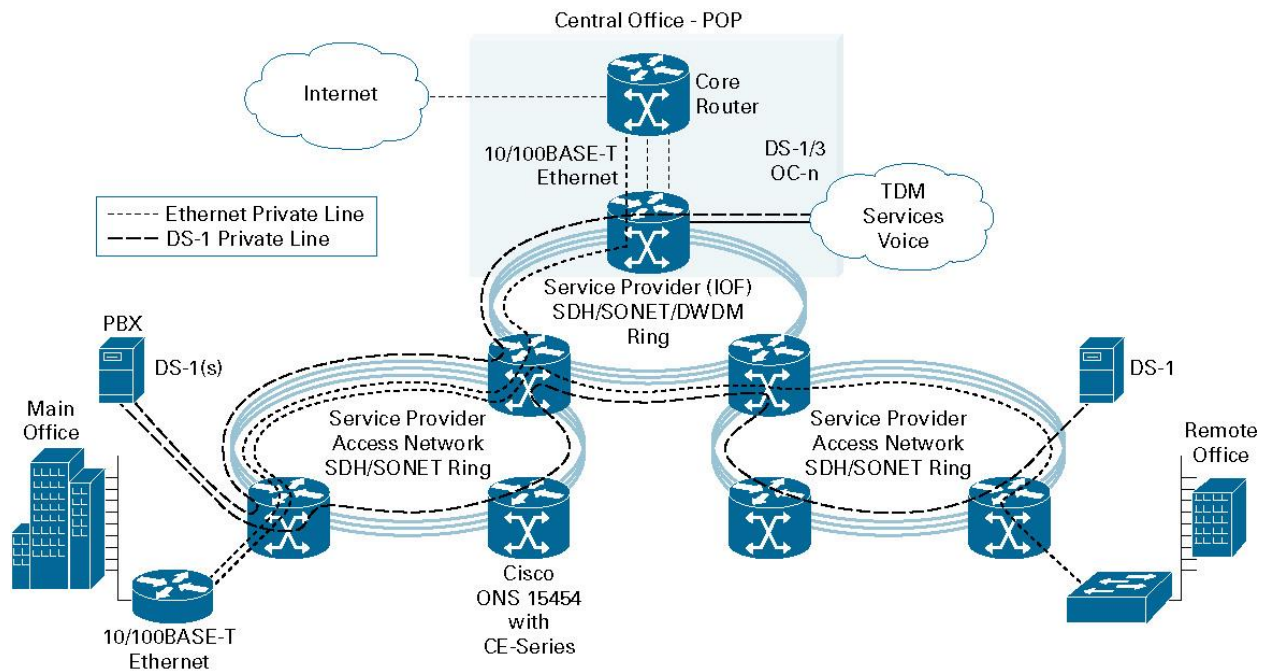 Central Office - POP
Internet
Core
Router
10/100BASE-T
Ethernet
DS-1/3
OC-n
TDM
Services
Voice
Ethernet Private Line
DS-1 Private Line
Service Provider (IOF)
SDH/SONET/DWDM
Ring
PBX
DS-1(s)
DS-1
Main
Office
Service Provider
Access Network
SDH/SONET Ring
Service Provider
Access Network
SDH/SONET Ring
Remote
Office
Cisco
ONS 15454
with
CE-Series
10/100BASE-T
Ethernet